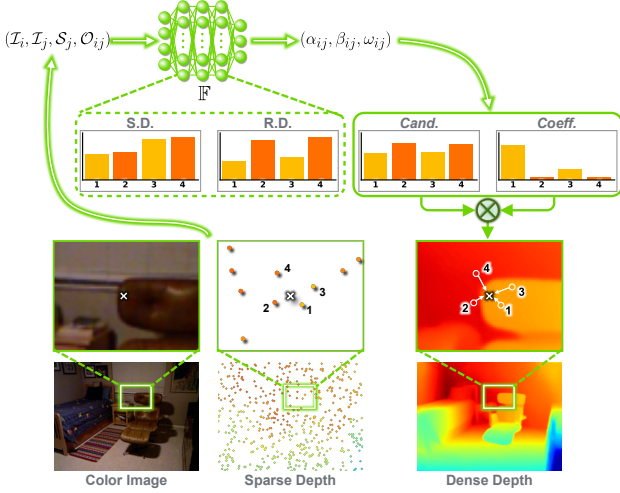 (ℐᵢ, ℐⱼ, 𝒮ⱼ, 𝒪ᵢⱼ)
(αᵢⱼ, βᵢⱼ, ωᵢⱼ)
𝔽
S.D.
R.D.
Cand.
Coeff.
1 2 3 4
1 2 3 4
1 2 3 4
1 2 3 4
4
3
2
1
4
3
2
1
Color Image
Sparse Depth
Dense Depth